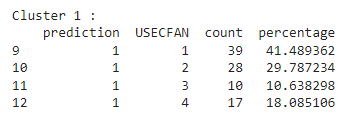 Cluster 1 :
prediction USECFAN count percentage
9 1 1 39 41.489362
10 1 2 28 29.787234
11 1 3 10 10.638298
12 1 4 17 18.085106